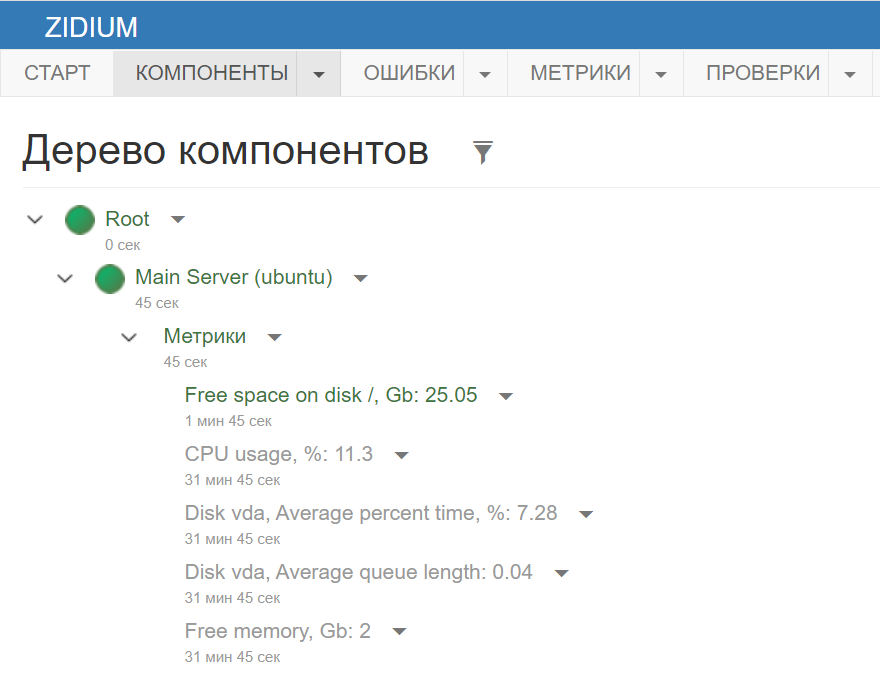 ZIDIUM
СТАРТ КОМПОНЕНТЫ ОШИБКИ МЕТРИКИ ПРОВЕРКИ
Дерево компонентов
Root
0 сек
Main Server (ubuntu)
45 сек
Метрики
45 сек
Free space on disk /, Gb: 25.05
1 мин 45 сек
CPU usage, %: 11.3
31 мин 45 сек
Disk vda, Average percent time, %: 7.28
31 мин 45 сек
Disk vda, Average queue length: 0.04
31 мин 45 сек
Free memory, Gb: 2
31 мин 45 сек